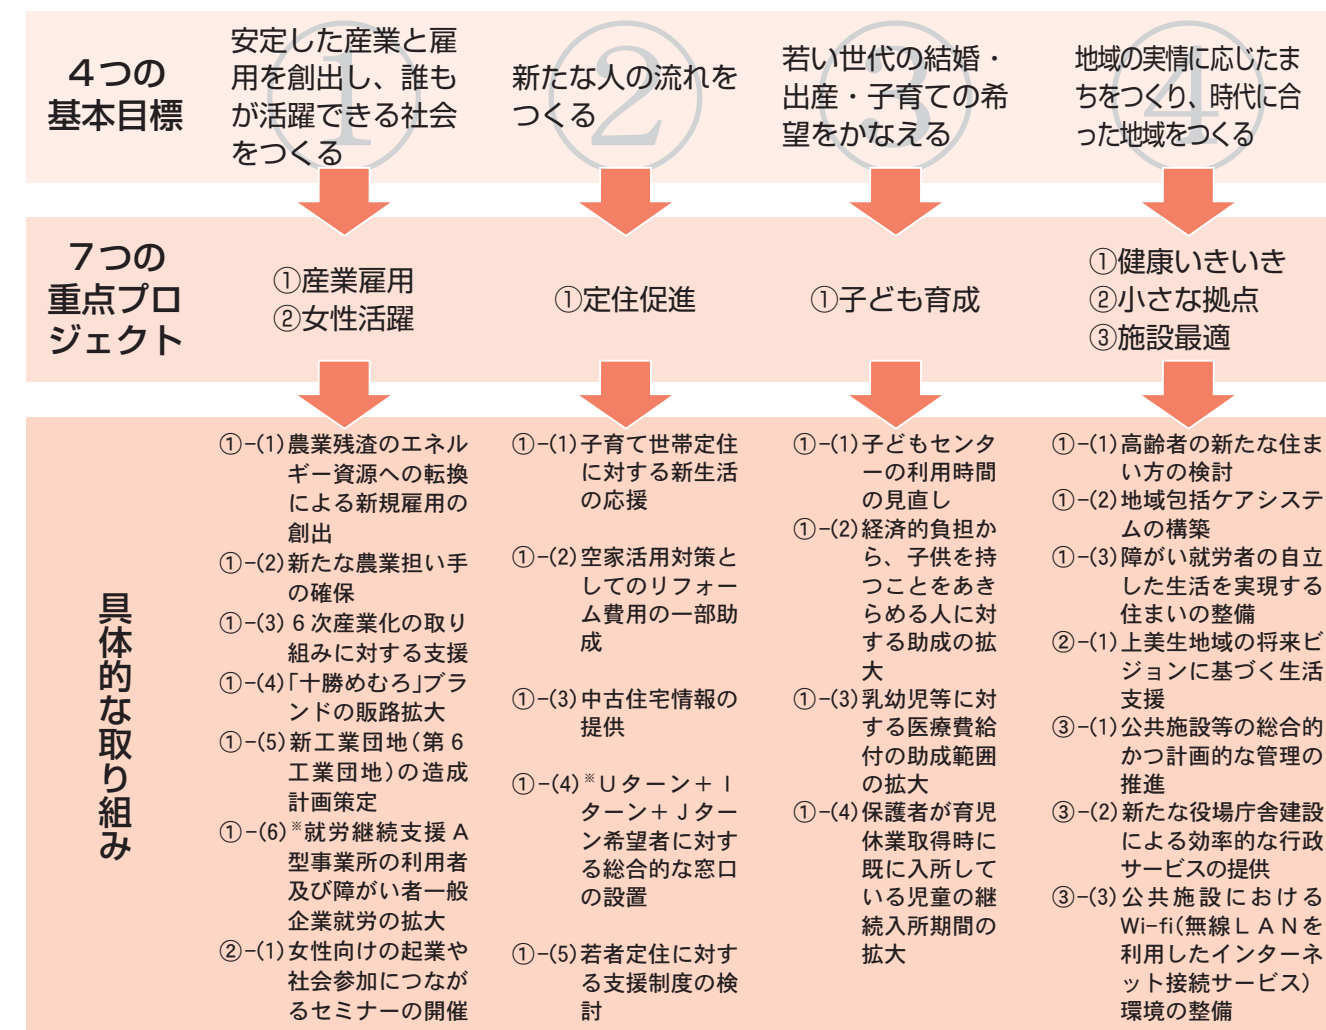 4つの
基本目標
①
安定した産業と雇
用を創出し、誰も
が活躍できる社会
をつくる
②
新たな人の流れを
つくる
③
若い世代の結婚・
出産・子育ての希
望をかなえる
④
地域の実情に応じたま
ちをつくり、時代に合
った地域をつくる
7つの
重点プロ
ジェクト
①産業雇用
②女性活躍
①定住促進
①子ども育成
①健康いきいき
②小さな拠点
③施設最適
具体的な取り組み
①-(1)農業残渣のエネル
ギー資源への転換
による新規雇用の
創出
①-(2)新たな農業担い手
の確保
①-(3)6次産業化の取り
組みに対する支援
①-(4)「十勝めむろ」ブラ
ンドの販路拡大
①-(5)新工業団地(第6
工業団地)の造成
計画策定
①-(6)※就労継続支援A
型事業所の利用者
及び障がい者一般
企業就労の拡大
②-(1)女性向けの起業や
社会参加につなが
るセミナーの開催
①-(1)子育て世帯定住
に対する新生活
の応援
①-(2)空家活用対策と
してのリフォー
ム費用の一部助
成
①-(3)中古住宅情報の
提供
①-(4)※Uターン+I
ターン+Jター
ン希望者に対す
る総合的な窓口
の設置
①-(5)若者定住に対す
る支援制度の検
討
①-(1)子どもセンタ
ーの利用時間
の見直し
①-(2)経済的負担か
ら、子供を持
つことをあき
らめる人に対
する助成の拡
大
①-(3)乳幼児等に対
する医療費給
付の助成範囲
の拡大
①-(4)保護者が育児
休業取得時に
既に入所して
いる児童の継
続入所期間の
拡大
①-(1)高齢者の新たな住ま
い方の検討
①-(2)地域包括ケアシステ
ムの構築
①-(3)障がい就労者の自立
した生活を実現する
住まいの整備
②-(1)上美生地域の将来ビ
ジョンに基づく生活
支援
③-(1)公共施設等の総合的
かつ計画的な管理の
推進
③-(2)新たな役場庁舎建設
による効率的な行政
サービスの提供
③-(3)公共施設における
Wi-fi(無線LANを
利用したインターネ
ット接続サービス)
環境の整備